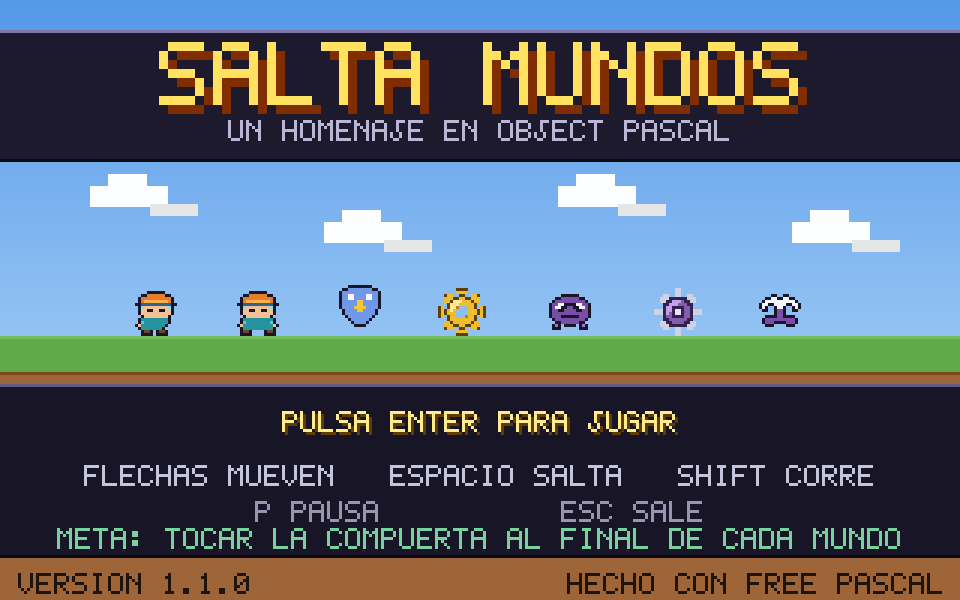 SALTA MUNDOS
UN HOMENAJE EN OBJECT PASCAL
PULSA ENTER PARA JUGAR
FLECHAS MUEVEN ESPACIO SALTA SHIFT CORRE
P PAUSA ESC SALE
META: TOCAR LA COMPUERTA AL FINAL DE CADA MUNDO
VERSION 1.1.0 HECHO CON FREE PASCAL